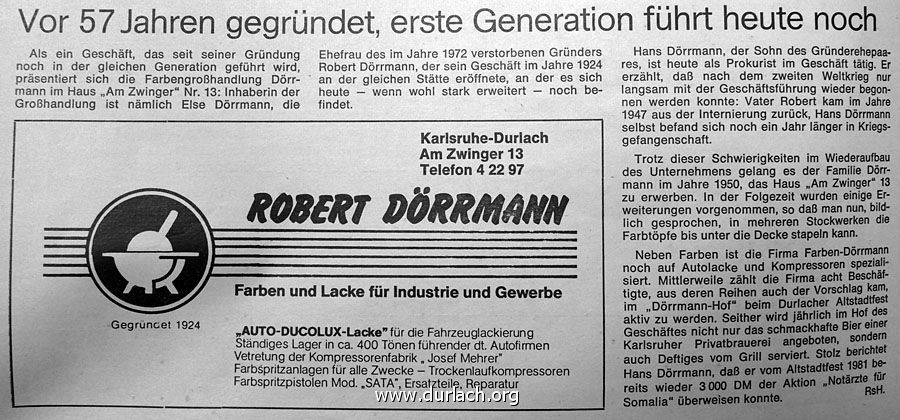 Vor 57 Jahren gegründet, erste Generation führt heute noch
Als ein Geschäft, das seit seiner Gründung
noch in der gleichen Generation geführt wird,
präsentiert sich die Farbengroßhandlung Dörr-
mann im Haus „Am Zwinger" Nr. 13: Inhaberin der
Großhandlung ist nämlich Else Dörrmann, die
Ehefrau des im Jahre 1972 verstorbenen Gründers
Robert Dörrmann, der sein Geschäft im Jahre 1924
an der gleichen Stätte eröffnete, an der es sich
heute — wenn wohl stark erweitert — noch be-
findet.
Karlsruhe-Durlach
Am Zwinger 13
Telefon 4 22 97
ROBERT DÖRRMANN
Farben und Lacke für Industrie und Gewerbe
Gegrüncet 1924
„AUTO-DUCOLUX-Lacke" für die Fahrzeuglackierung
Ständiges Lager in ca. 400 Tönen führender dt. Autofirmen
Vetretung der Kompressorenfabrik „ Josef Mehrer"
Farbspritzanlagen für alle Zwecke – Trockenlaufkompressoren
Farbspritzpistolen Mod. „SATA", Ersatzteile, Reparatur
www.durlach.org
Hans Dörrmann, der Sohn des Gründerehepaa-
res, ist heute als Prokurist im Geschäft tätig. Er
erzählt, daß nach dem zweiten Weltkrieg nur
langsam mit der Geschäftsführung wieder begon-
nen werden konnte: Vater Robert kam im Jahre
1947 aus der Internierung zurück, Hans Dörrmann
selbst befand sich noch ein Jahr länger in Kriegs-
gefangenschaft.
Trotz dieser Schwierigkeiten im Wiederaufbau
des Unternehmens gelang es der Familie Dörr-
mann im Jahre 1950, das Haus „Am Zwinger" 13
zu erwerben. In der Folgezeit wurden einige Er-
weiterungen vorgenommen, so daß man nun, bild-
lich gesprochen, in mehreren Stockwerken die
Farbtöpfe bis unter die Decke stapeln kann.
Neben Farben ist die Firma Farben-Dörrmann
noch auf Autolacke und Kompressoren speziali-
siert. Mittlerweile zählt die Firma acht Beschäf-
tigte, aus deren Reihen auch der Vorschlag kam,
im „Dörrmann-Hof" beim Durlacher Altstadtfest
aktiv zu werden. Seither wird jährlich im Hof des
Geschäftes nicht nur das schmackhafte Bier einer
Karlsruher Privatbrauerei angeboten, sondern
auch Deftiges vom Grill serviert. Stolz berichtet
Hans Dörrmann, daß er vom Altstadtfest 1981 be-
reits wieder 3 000 DM der Aktion „Notärzte für
Somalia" überweisen konnte. RsH.